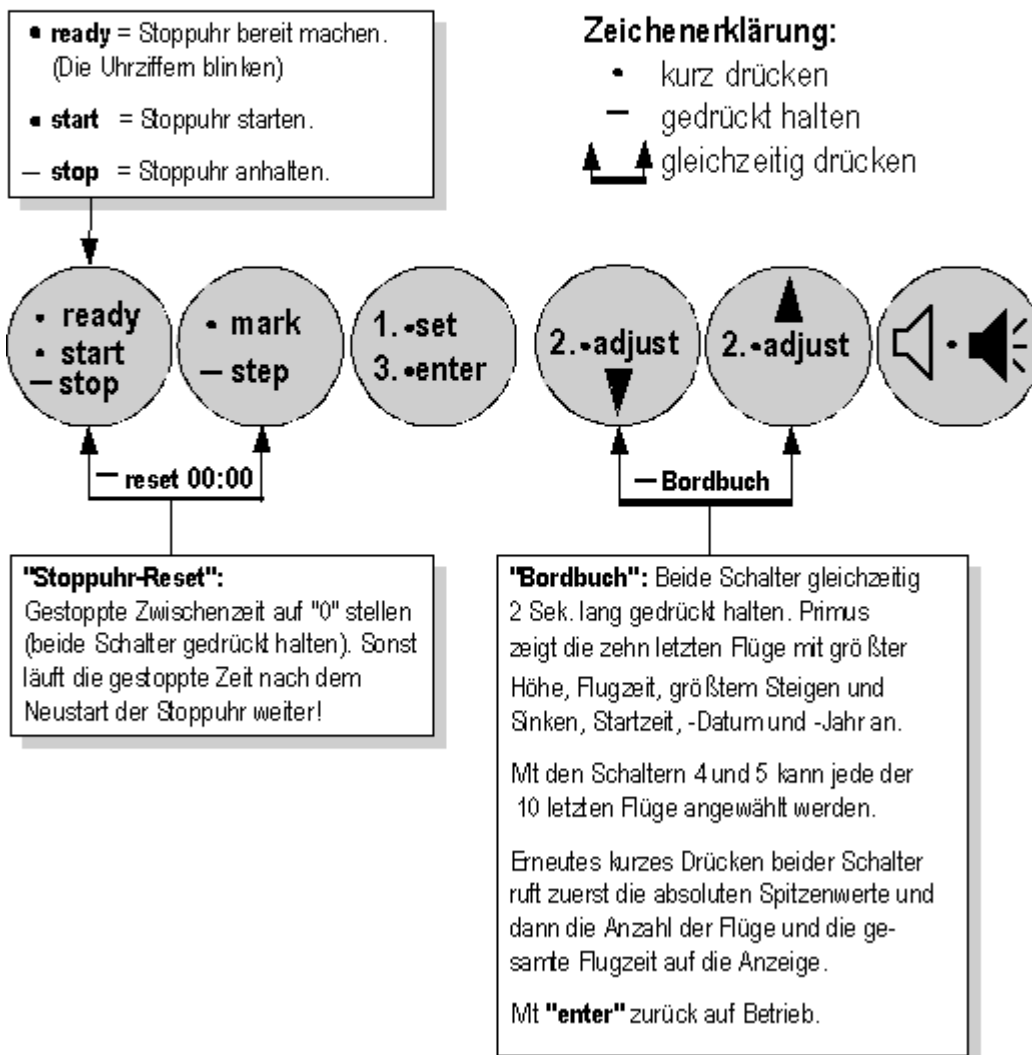 • ready = Stoppuhr bereit machen.
(Die Uhrziffern blinken)
• start = Stoppuhr starten.
– stop = Stoppuhr anhalten.
Zeichenerklärung:
• kurz drücken
– gedrückt halten
gleichzeitig drücken
• ready
• start
– stop
• mark
– step
1. •set
3. •enter
2. •adjust
2. •adjust
– reset 00:00
– Bordbuch
"Stoppuhr-Reset":
Gestoppte Zwischenzeit auf "0" stellen
(beide Schalter gedrückt halten). Sonst
läuft die gestoppte Zeit nach dem
Neustart der Stoppuhr weiter!
"Bordbuch": Beide Schalter gleichzeitig
2 Sek. lang gedrückt halten. Primus
zeigt die zehn letzten Flüge mit größter
Höhe, Flugzeit, größtem Steigen und
Sinken, Startzeit, -Datum und -Jahr an.
Mt den Schaltern 4 und 5 kann jede der
10 letzten Flüge angewählt werden.
Erneutes kurzes Drücken beider Schalter
ruft zuerst die absoluten Spitzenwerte und
dann die Anzahl der Flüge und die ge-
samte Flugzeit auf die Anzeige.
Mt "enter" zurück auf Betrieb.